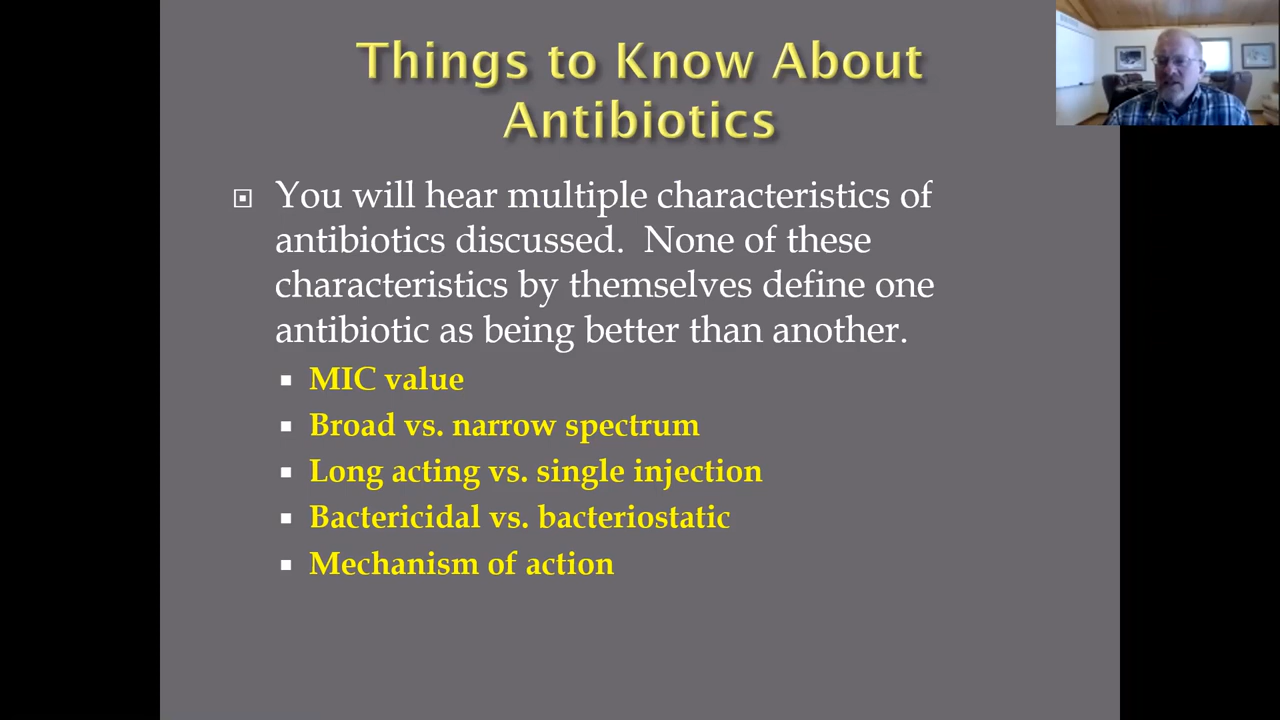 Things to Know About
Antibiotics
You will hear multiple characteristics of
antibiotics discussed.  None of these
characteristics by themselves define one
antibiotic as being better than another.
MIC value
Broad vs. narrow spectrum
Long acting vs. single injection
Bactericidal vs. bacteriostatic
Mechanism of action